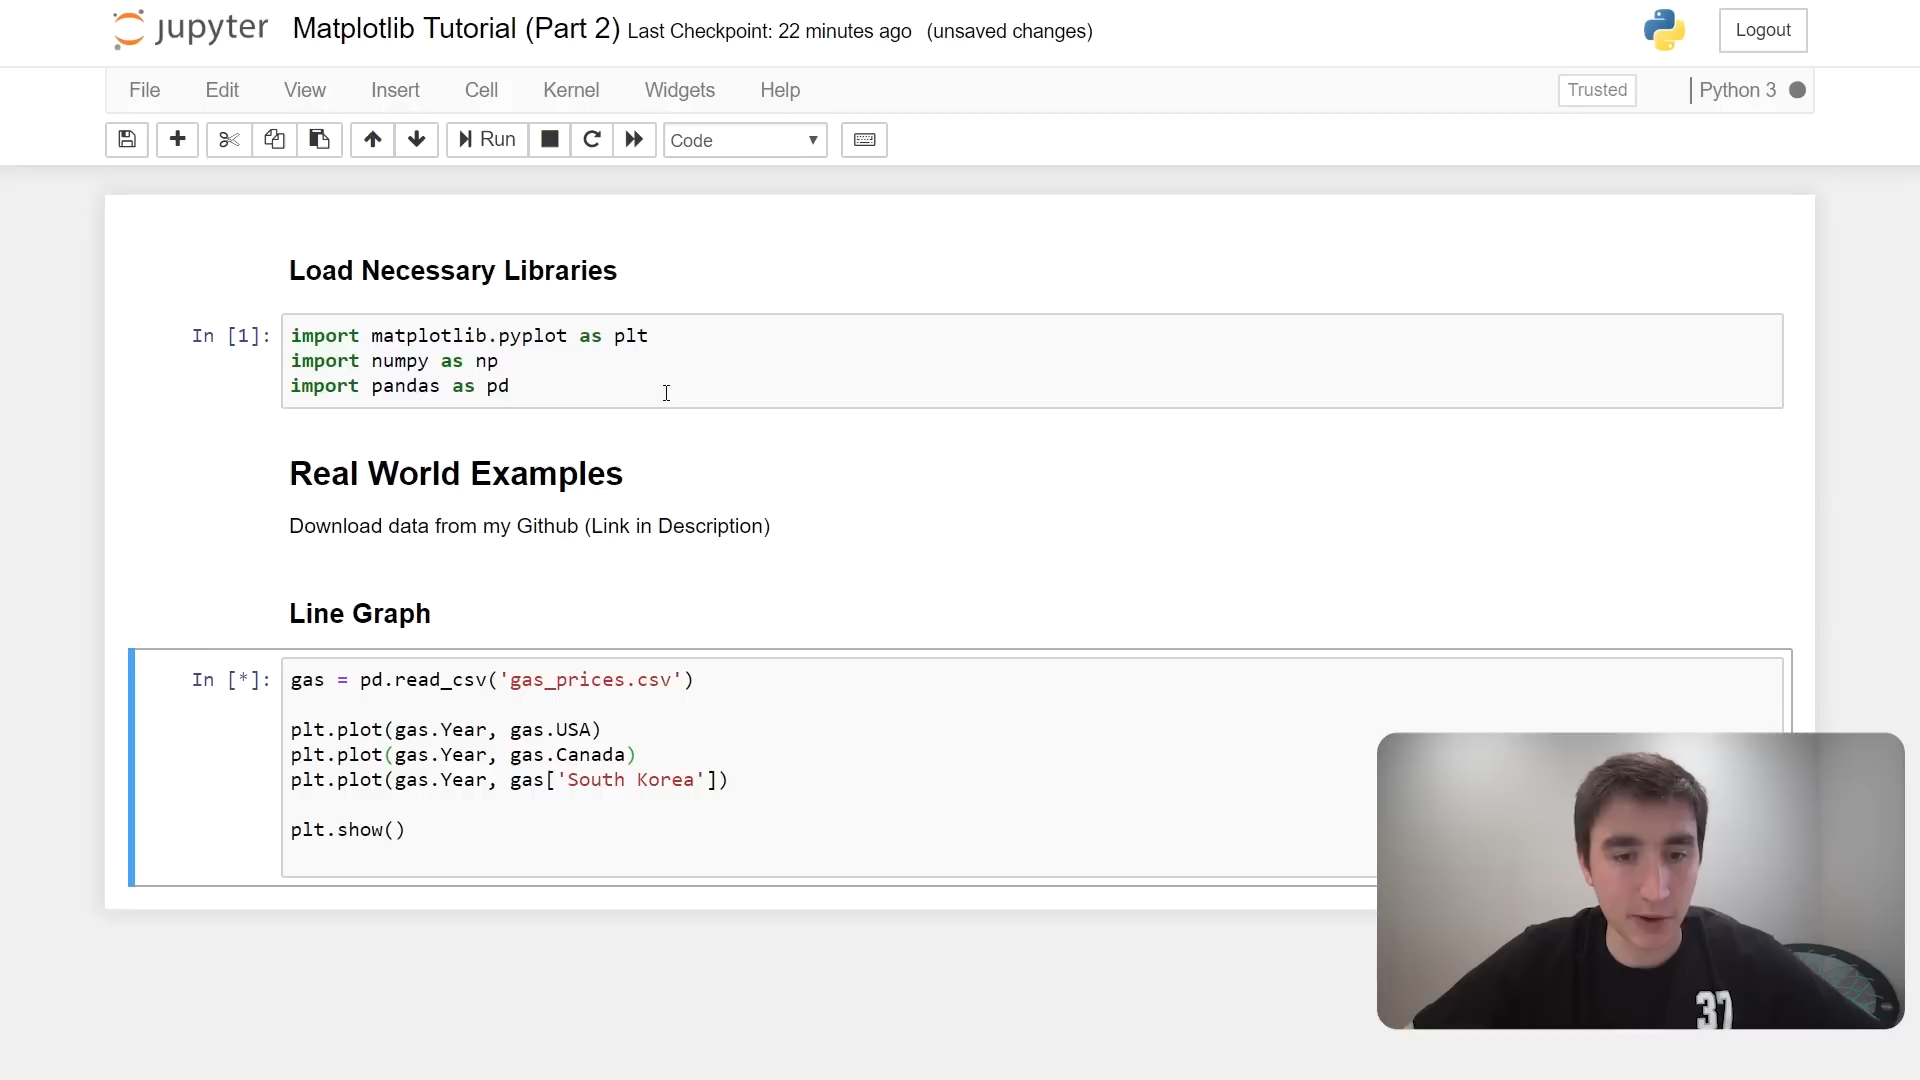 jupyter Matplotlib Tutorial (Part 2) Last Checkpoint: 22 minutes ago (unsaved changes) Logout
File Edit View Insert Cell Kernel Widgets Help Trusted Python 3
Run Code
Load Necessary Libraries
In [1]: import matplotlib.pyplot as plt
import numpy as np
import pandas as pd
Real World Examples
Download data from my Github (Link in Description)
Line Graph
In [*]: gas = pd.read_csv('gas_prices.csv')
plt.plot(gas.Year, gas.USA)
plt.plot(gas.Year, gas.Canada)
plt.plot(gas.Year, gas['South Korea'])
plt.show()
37